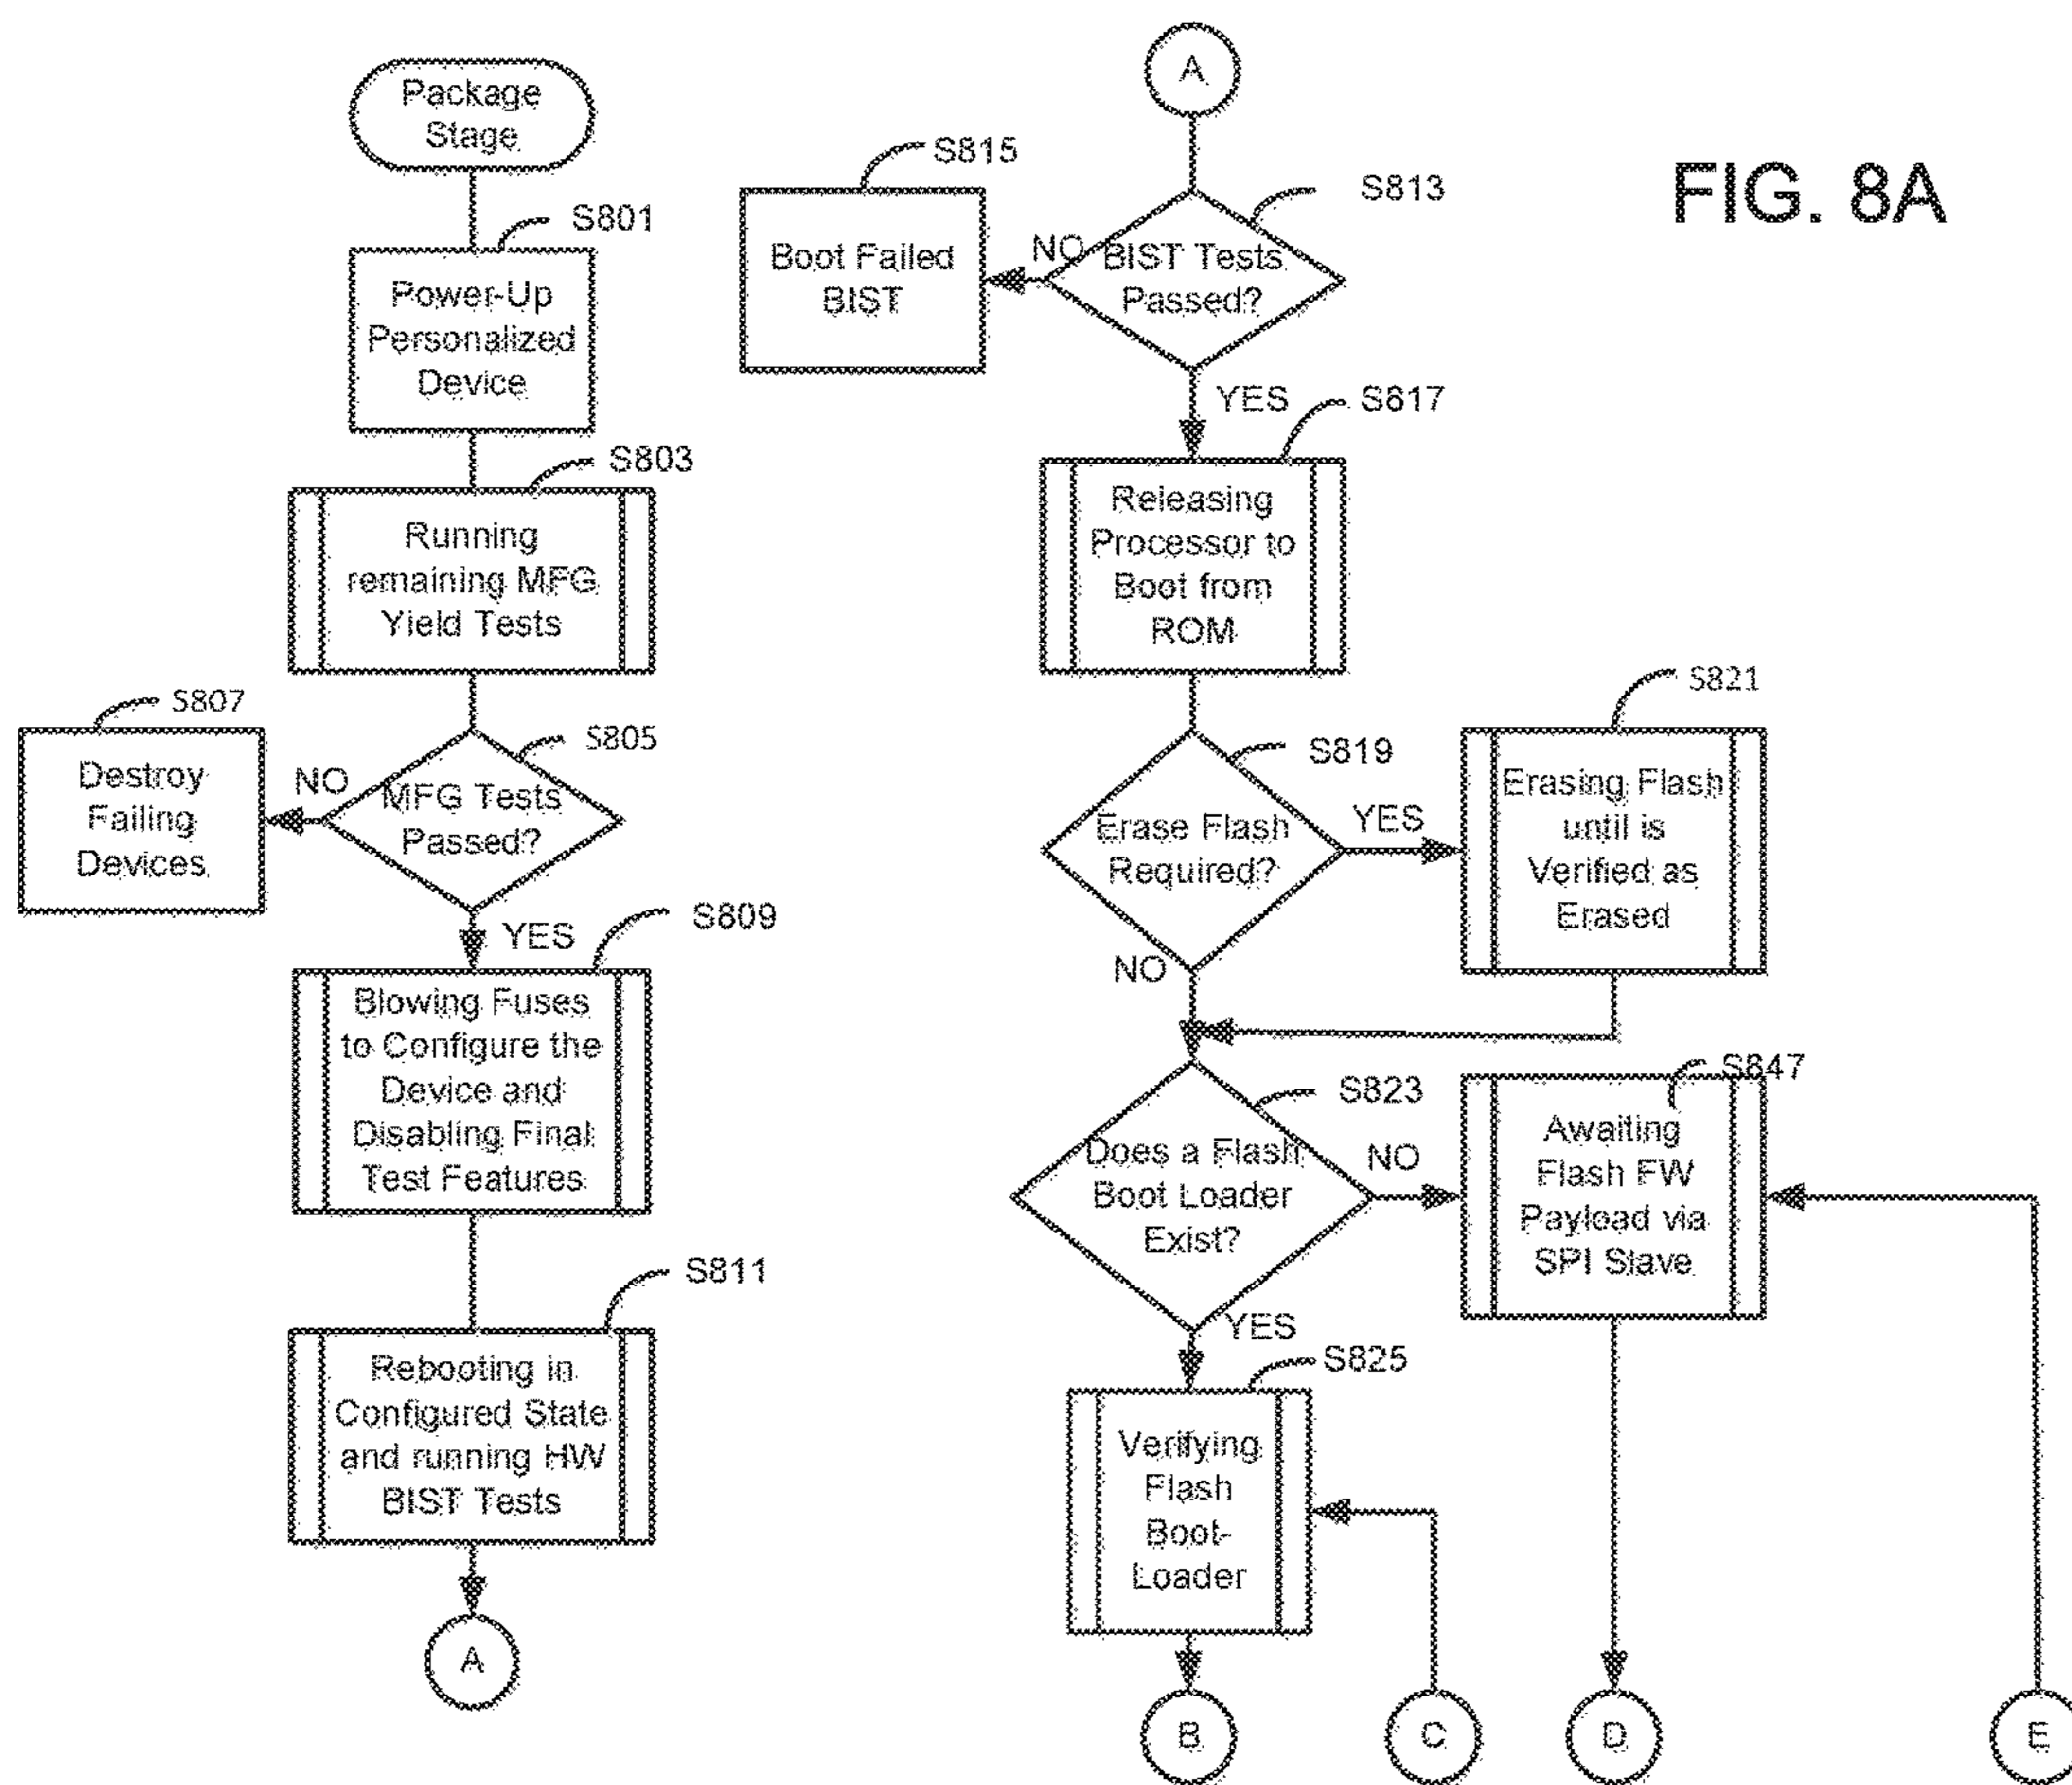 FIG. 8A
Package
Stage
S801
Power-Up
Personalized
Device
S803
Running
remaining MFG
Yield Tests
S805
MFG Tests
Passed?
NO
S807
Destroy
Failing
Devices
YES
S809
Blowing Fuses
to Configure the
Device and
Disabling Final
Test Features
S811
Rebooting in
Configured State
and running HW
BIST Tests
A
A
S813
BIST Tests
Passed?
NO
S815
Boot Failed
BIST
YES
S817
Releasing
Processor to
Boot from
ROM
S819
Erase Flash
Required?
YES
S821
Erasing Flash
until is
Verified as
Erased
NO
S823
Does a Flash
Boot Loader
Exist?
NO
S847
Awaiting
Flash FW
Payload via
SPI Slave
YES
S825
Verifying
Flash
Boot-
Loader
B
C
D
E